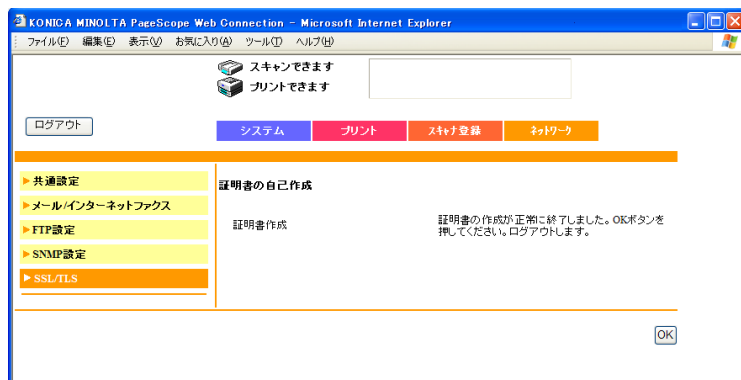 KONICA MINOLTA PageScope Web Connection - Microsoft Internet Explorer
ファイル(F) 編集(E) 表示(V) お気に入り(A) ツール(T) ヘルプ(H)
スキャンできます
プリントできます
ログアウト
システム プリント スキャナ登録 ネットワーク
共通設定
メール/インターネットファクス
FTP設定
SNMP設定
SSL/TLS
証明書の自己作成
証明書作成
証明書の作成が正常に終了しました。OKボタンを
押してください。ログアウトします。
OK